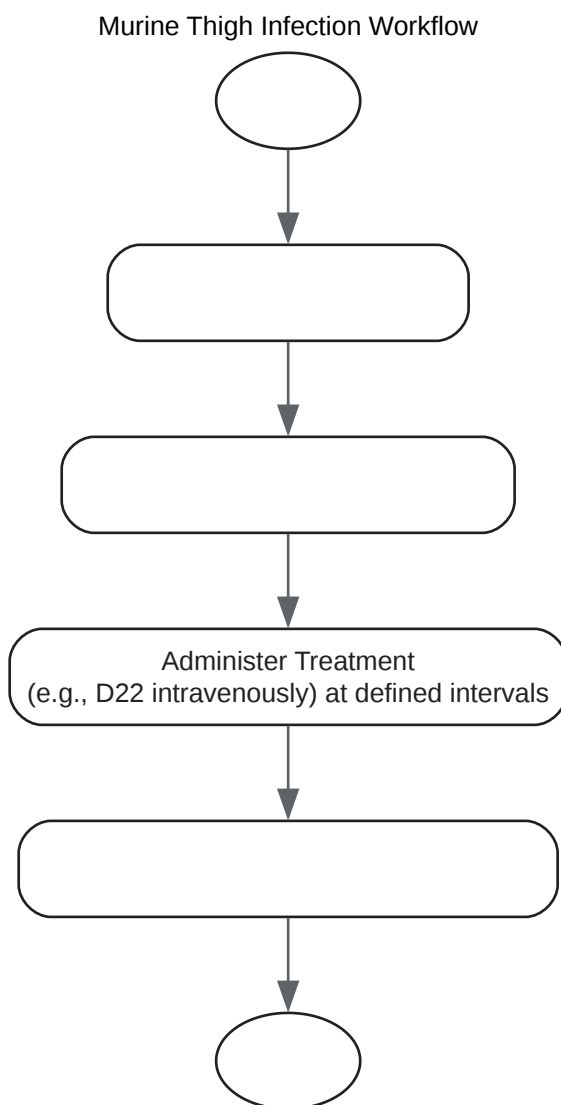 Murine Thigh Infection Workflow
Administer Treatment
(e.g., D22 intravenously) at defined intervals